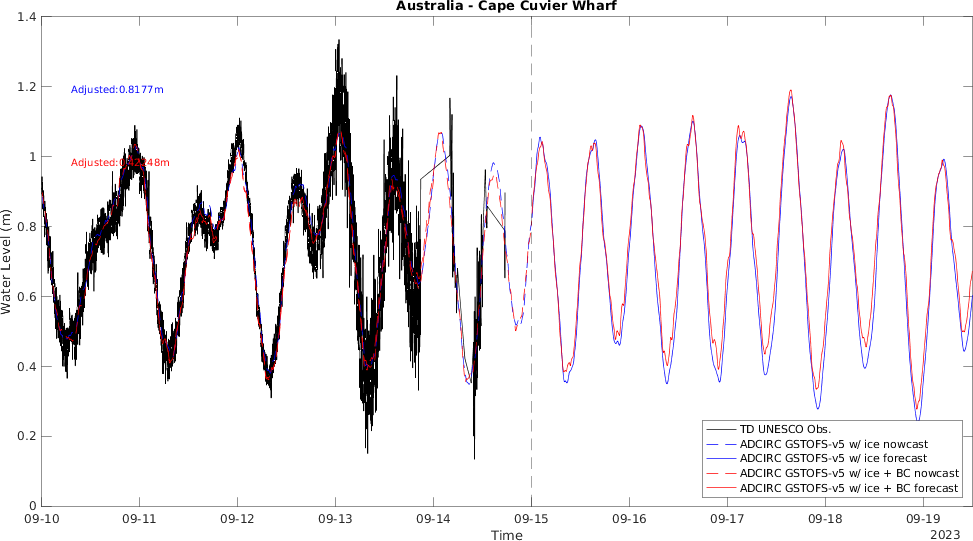 Australia - Cape Cuvier Wharf
1.4
1.2
1
0.8
0.6
0.4
0.2
0
Water Level (m)
Adjusted:0.8177m
TD UNESCO Obs.
ADCIRC GSTOFS-v5 w/ ice nowcast
ADCIRC GSTOFS-v5 w/ ice forecast
ADCIRC GSTOFS-v5 w/ ice + BC nowcast
ADCIRC GSTOFS-v5 w/ ice + BC forecast
09-10 09-11 09-12 09-13 09-14 09-15 09-16 09-17 09-18 09-19
Time
2023